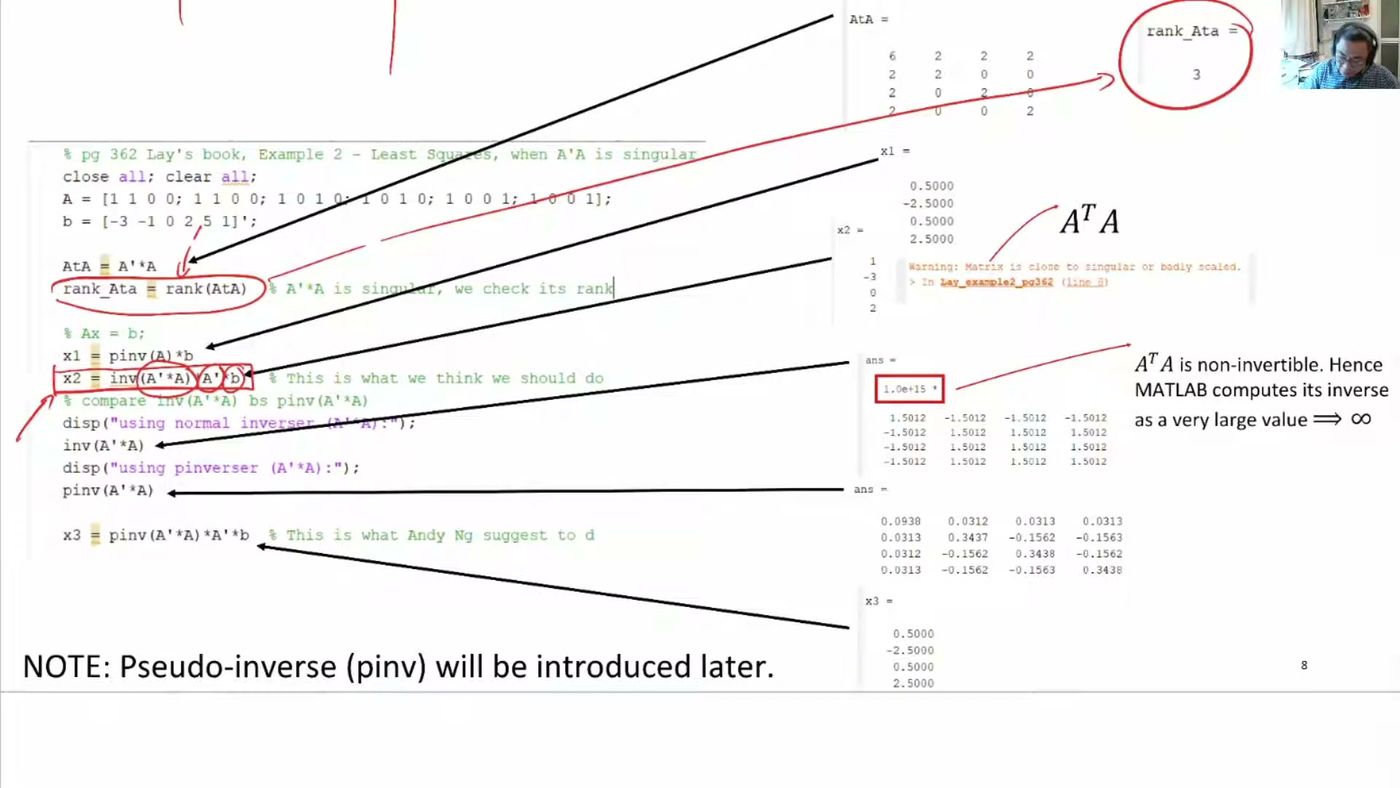 % pg 362 Lay's book, Example 2 - Least Squares, when A'A is singular
close all; clear all;
A = [1 1 0 0; 1 1 0 0; 1 0 1 0; 1 0 1 0; 1 0 0 1; 1 0 0 1];
b = [-3 -1 0 2 5 1]';
AtA = A'*A
rank_Ata = rank(AtA) % A'*A is singular, we check its rank
% Ax = b;
x1 = pinv(A)*b
x2 = inv(A'*A)*A'*b % This is what we think we should do
% compare inv(A'*A) bs pinv(A'*A)
disp("using normal inverser (A'*A):");
inv(A'*A)
disp("using pinverser (A'*A):");
pinv(A'*A)
x3 = pinv(A'*A)*A'*b % This is what Andy Ng suggest to d
NOTE: Pseudo-inverse (pinv) will be introduced later.
AtA =
6 2 2 2
2 2 0 0
2 0 2 0
2 0 0 2
rank_Ata =
3
x1 =
0.5000
-2.5000
0.5000
2.5000
x2 =
1
-3
0
2
AᵀA
Warning: Matrix is close to singular or badly scaled.
> In Lay_example2_pg362 (line 8)
ans =
1.0e+15 *
1.5012 -1.5012 -1.5012 -1.5012
-1.5012 1.5012 1.5012 1.5012
-1.5012 1.5012 1.5012 1.5012
-1.5012 1.5012 1.5012 1.5012
AᵀA is non-invertible. Hence
MATLAB computes its inverse
as a very large value ⟹ ∞
ans =
0.0938 0.0312 0.0313 0.0313
0.0313 0.3437 -0.1562 -0.1563
0.0312 -0.1562 0.3438 -0.1562
0.0313 -0.1562 -0.1563 0.3438
x3 =
0.5000
-2.5000
0.5000
2.5000
8